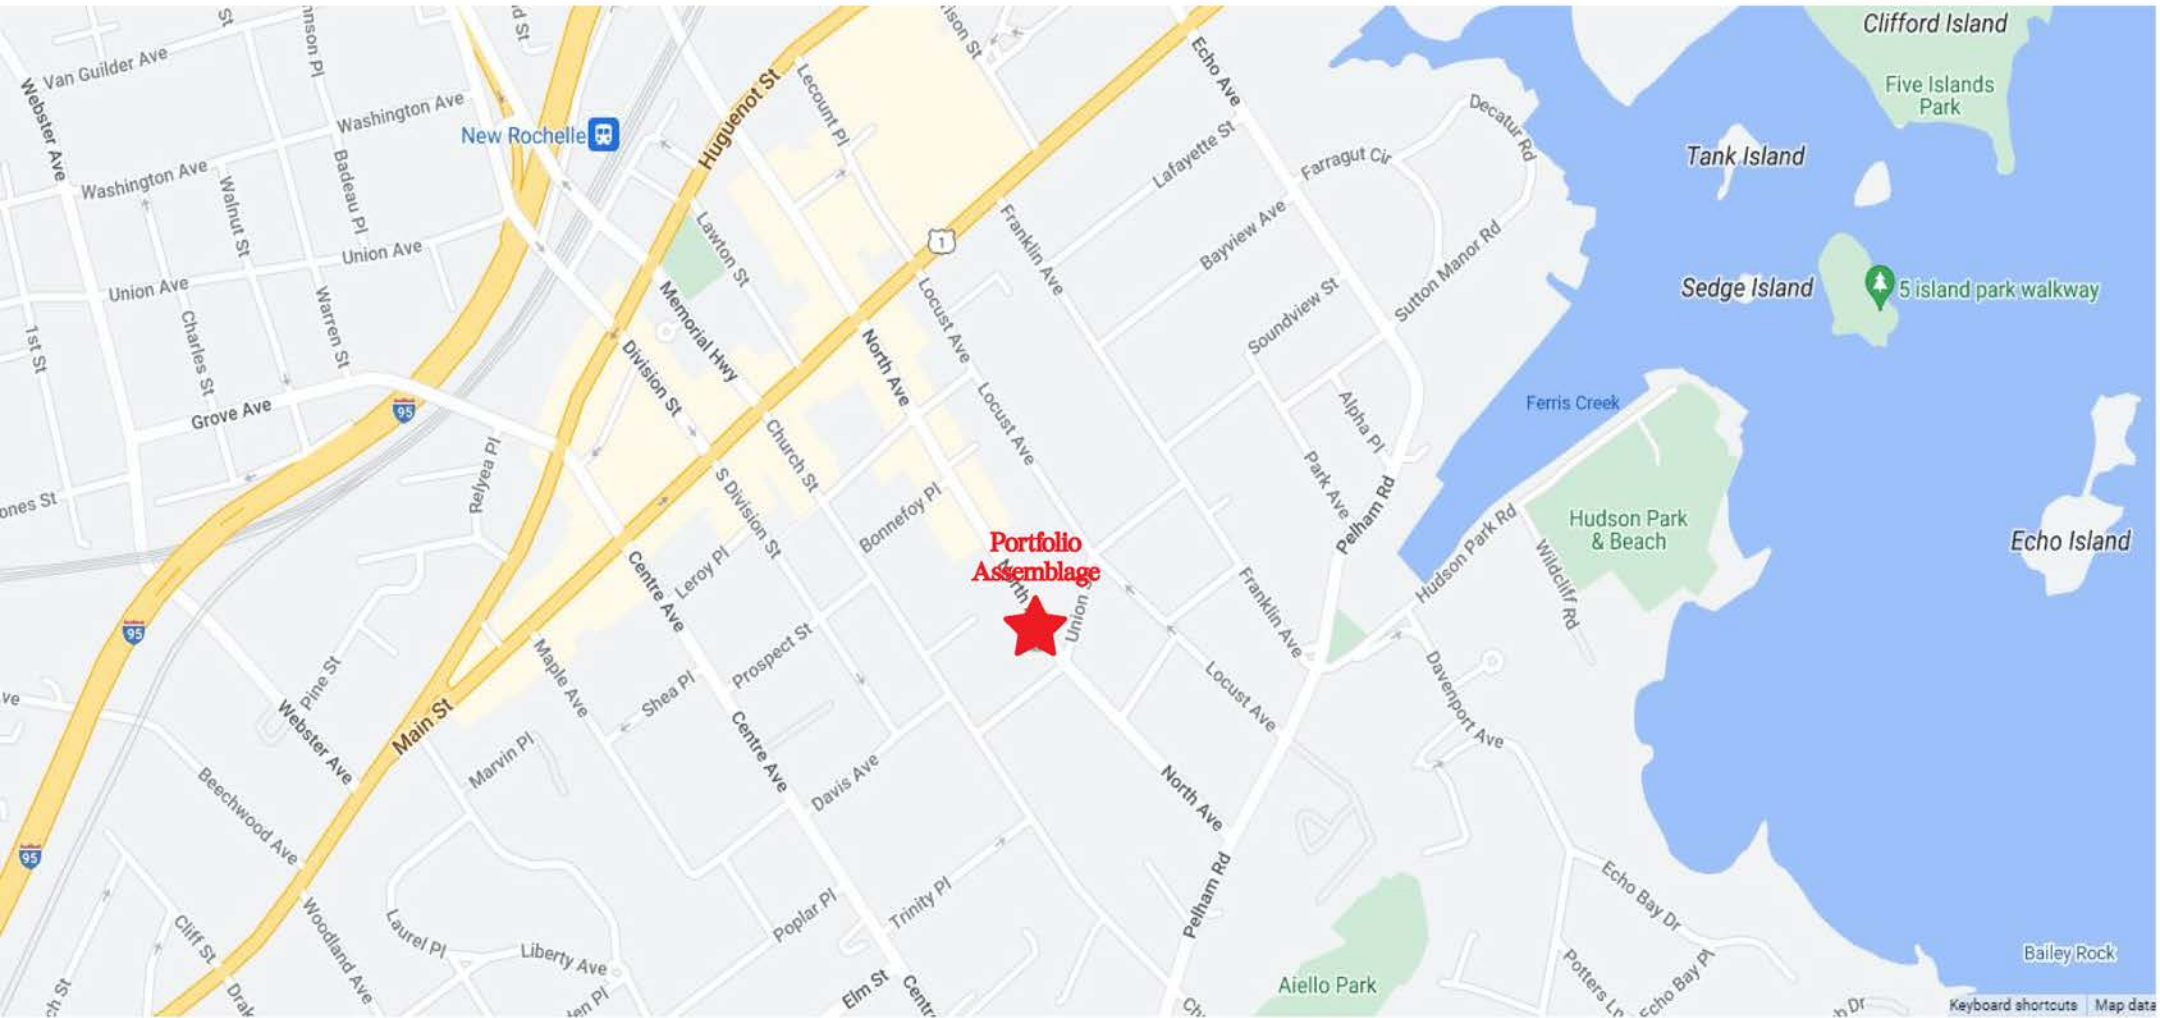 Clifford Island
Five Islands
Park
Tank Island
Sedge Island
5 island park walkway
Echo Island
Ferris Creek
Hudson Park
& Beach
Bailey Rock
Aiello Park
Keyboard shortcuts
Map data
Portfolio
Assemblage
New Rochelle
Van Guilder Ave
Webster Ave
Washington Ave
Washington Ave
Badeau Pl
Walnut St
Union Ave
Union Ave
Warren St
Charles St
1st St
Grove Ave
95
95
95
1
Relyea Pl
Huguenot St
Lecount Pl
Lawton St
Memorial Hwy
Division St
S Division St
Church St
North Ave
Locust Ave
Locust Ave
Franklin Ave
Echo Ave
Lafayette St
Bayview Ave
Farragut Cir
Decatur Rd
Sutton Manor Rd
Soundview St
Alpha Pl
Park Ave
Pelham Rd
Hudson Park Rd
Wildcliff Rd
Bonnefoy Pl
Leroy Pl
Centre Ave
Prospect St
Shea Pl
Maple Ave
Main St
Pine St
Webster Ave
Marvin Pl
Beechwood Ave
Centre Ave
Davis Ave
North
Union
Franklin Ave
Locust Ave
Davenport Ave
North Ave
Pelham Rd
Echo Bay Dr
Echo Bay Pl
Potters Ln
Trinity Pl
Poplar Pl
Laurel Pl
Liberty Ave
Woodland Ave
Cliff St
Elm St